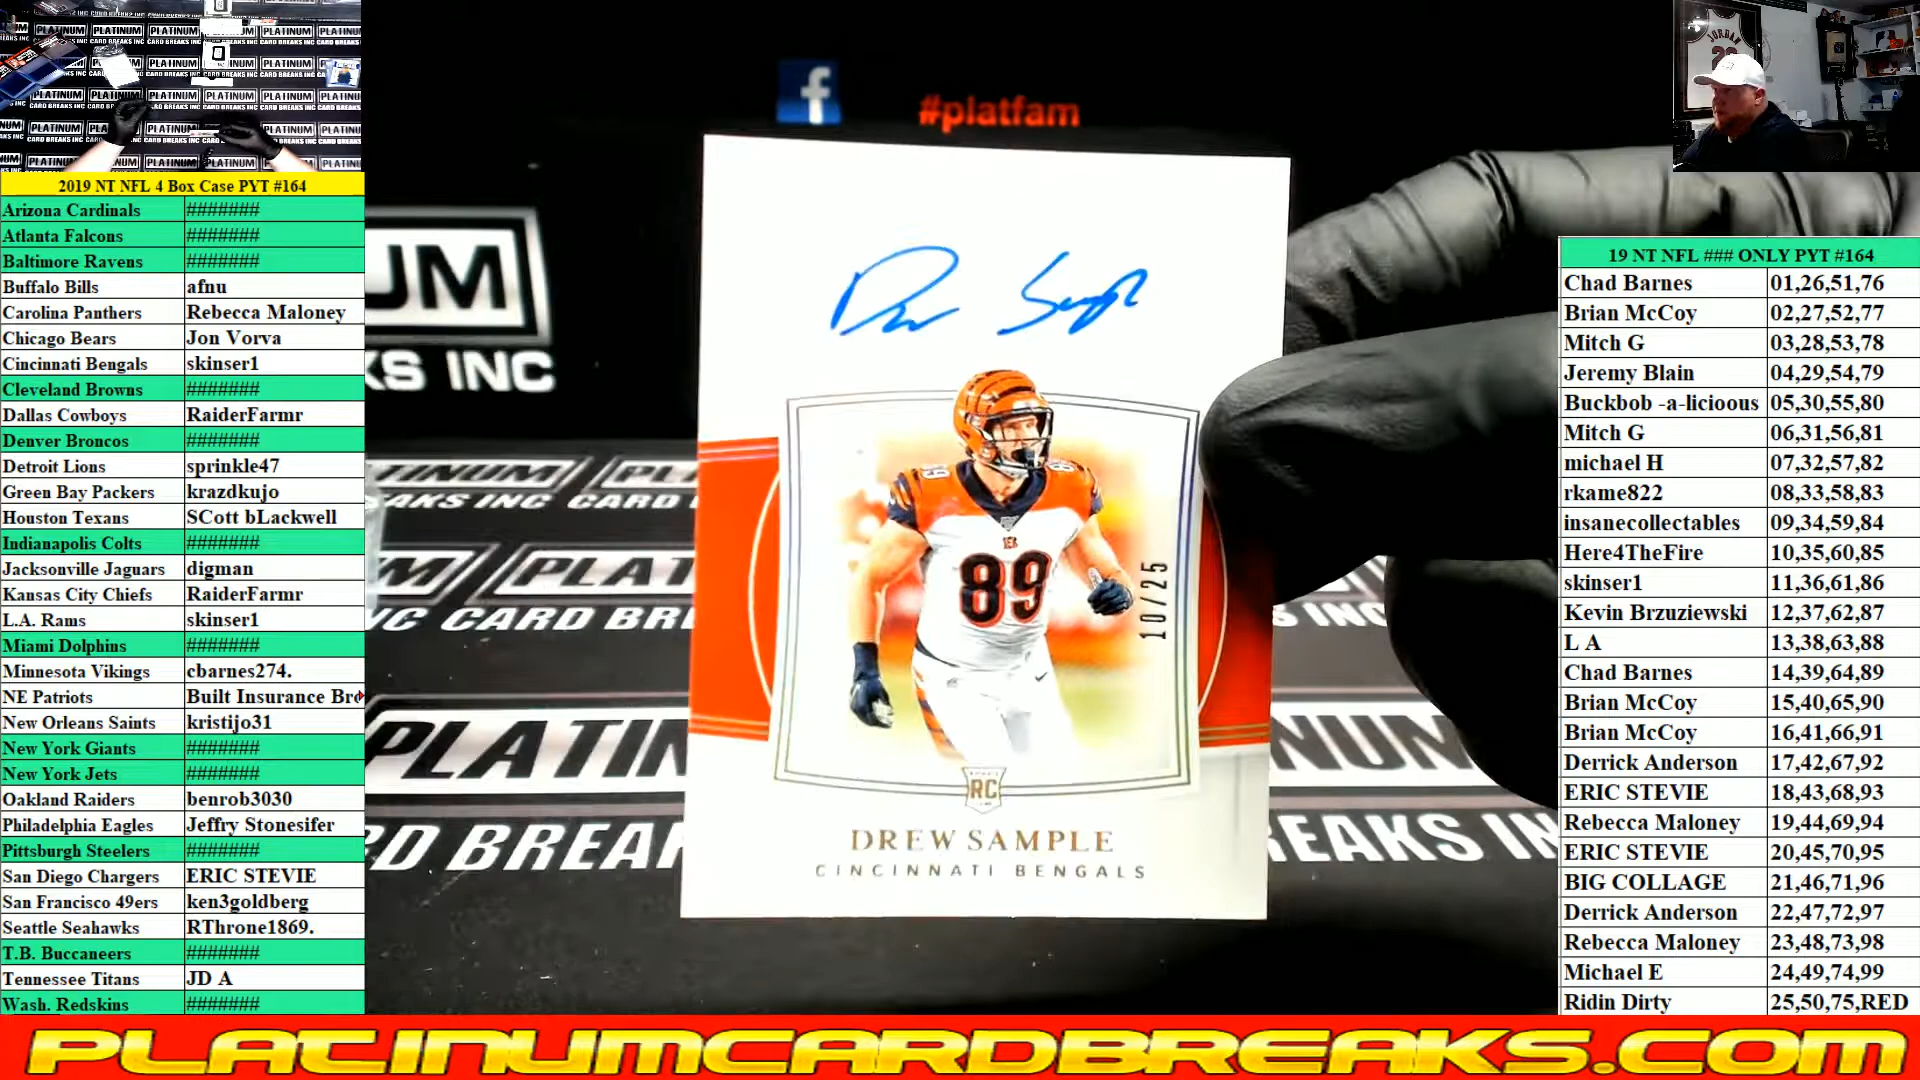 2019 NT NFL 4 Box Case PYT #164
Arizona Cardinals #######
Atlanta Falcons #######
Baltimore Ravens #######
Buffalo Bills afnu
Carolina Panthers Rebecca Maloney
Chicago Bears Jon Vorva
Cincinnati Bengals skinser1
Cleveland Browns #######
Dallas Cowboys RaiderFarmr
Denver Broncos #######
Detroit Lions sprinkle47
Green Bay Packers krazdkujo
Houston Texans SCott bLackwell
Indianapolis Colts #######
Jacksonville Jaguars digman
Kansas City Chiefs RaiderFarmr
L.A. Rams skinser1
Miami Dolphins #######
Minnesota Vikings cbarnes274.
NE Patriots Built Insurance Bro
New Orleans Saints kristijo31
New York Giants #######
New York Jets #######
Oakland Raiders benrob3030
Philadelphia Eagles Jeffry Stonesifer
Pittsburgh Steelers #######
San Diego Chargers ERIC STEVIE
San Francisco 49ers ken3goldberg
Seattle Seahawks RThrone1869.
T.B. Buccaneers #######
Tennessee Titans JD A
Wash. Redskins #######
f #platfam
Drew Sample
89
89
10/25
RC
DREW SAMPLE
CINCINNATI BENGALS
UM
KS INC
PLATINUM
CARD BREAKS INC
JORDAN
19 NT NFL ### ONLY PYT #164
Chad Barnes 01,26,51,76
Brian McCoy 02,27,52,77
Mitch G 03,28,53,78
Jeremy Blain 04,29,54,79
Buckbob -a-licioous 05,30,55,80
Mitch G 06,31,56,81
michael H 07,32,57,82
rkame822 08,33,58,83
insanecollectables 09,34,59,84
Here4TheFire 10,35,60,85
skinser1 11,36,61,86
Kevin Brzuziewski 12,37,62,87
L A 13,38,63,88
Chad Barnes 14,39,64,89
Brian McCoy 15,40,65,90
Brian McCoy 16,41,66,91
Derrick Anderson 17,42,67,92
ERIC STEVIE 18,43,68,93
Rebecca Maloney 19,44,69,94
ERIC STEVIE 20,45,70,95
BIG COLLAGE 21,46,71,96
Derrick Anderson 22,47,72,97
Rebecca Maloney 23,48,73,98
Michael E 24,49,74,99
Ridin Dirty 25,50,75,RED
PLATINUMCARDBREAKS.COM